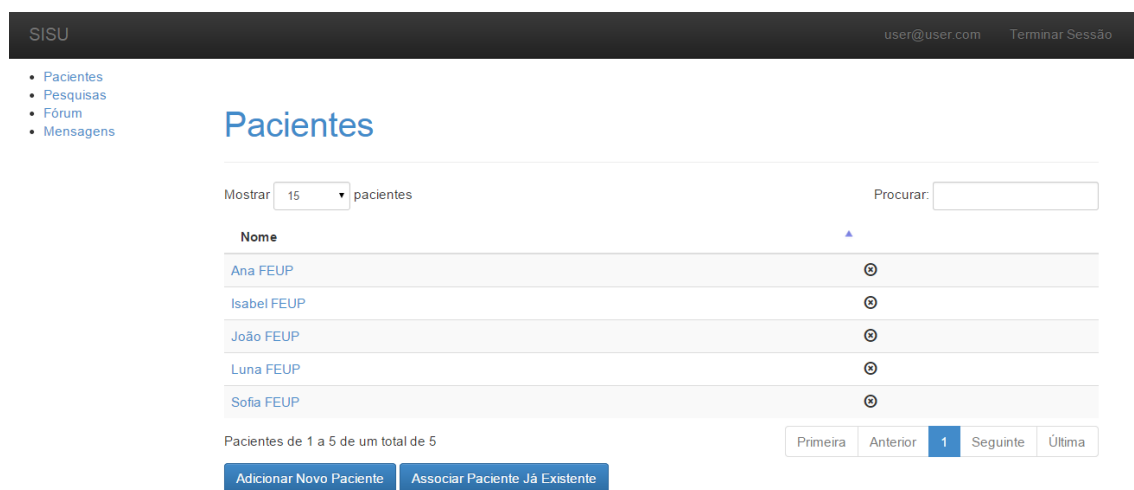 SISU user@user.com Terminar Sessão
Pacientes
Pesquisas
Fórum
Mensagens
Pacientes
Mostrar 15 pacientes Procurar:
Nome
Ana FEUP
Isabel FEUP
João FEUP
Luna FEUP
Sofia FEUP
Pacientes de 1 a 5 de um total de 5 Primeira Anterior 1 Seguinte Última
Adicionar Novo Paciente Associar Paciente Já Existente